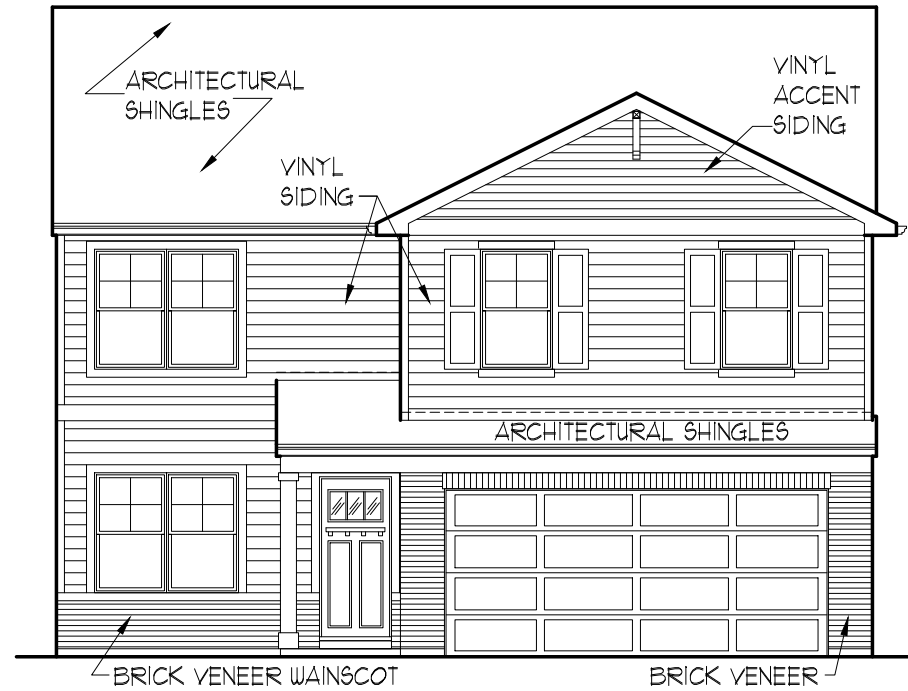 ARCHITECTURAL
SHINGLES
VINYL
ACCENT
SIDING
VINYL
SIDING
ARCHITECTURAL SHINGLES
BRICK VENEER WAINSCOT
BRICK VENEER